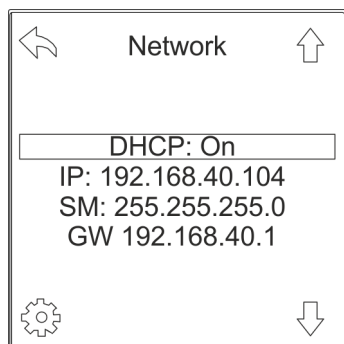 Network
DHCP: On
IP: 192.168.40.104
SM: 255.255.255.0
GW 192.168.40.1